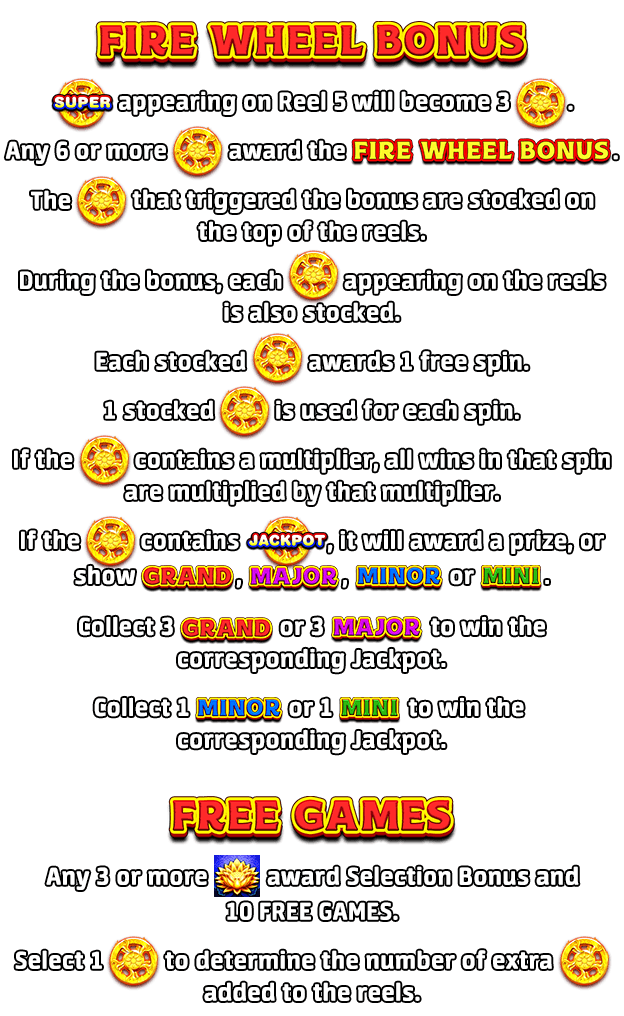 FIRE WHEEL BONUS
SUPER appearing on Reel 5 will become 3 .
Any 6 or more award the FIRE WHEEL BONUS.
The that triggered the bonus are stocked on
the top of the reels.
During the bonus, each appearing on the reels
is also stocked.
Each stocked awards 1 free spin.
1 stocked is used for each spin.
If the contains a multiplier, all wins in that spin
are multiplied by that multiplier.
If the contains JACKPOT, it will award a prize, or
show GRAND, MAJOR, MINOR or MINI.
Collect 3 GRAND or 3 MAJOR to win the
corresponding Jackpot.
Collect 1 MINOR or 1 MINI to win the
corresponding Jackpot.
FREE GAMES
Any 3 or more award Selection Bonus and
10 FREE GAMES.
Select 1 to determine the number of extra
added to the reels.